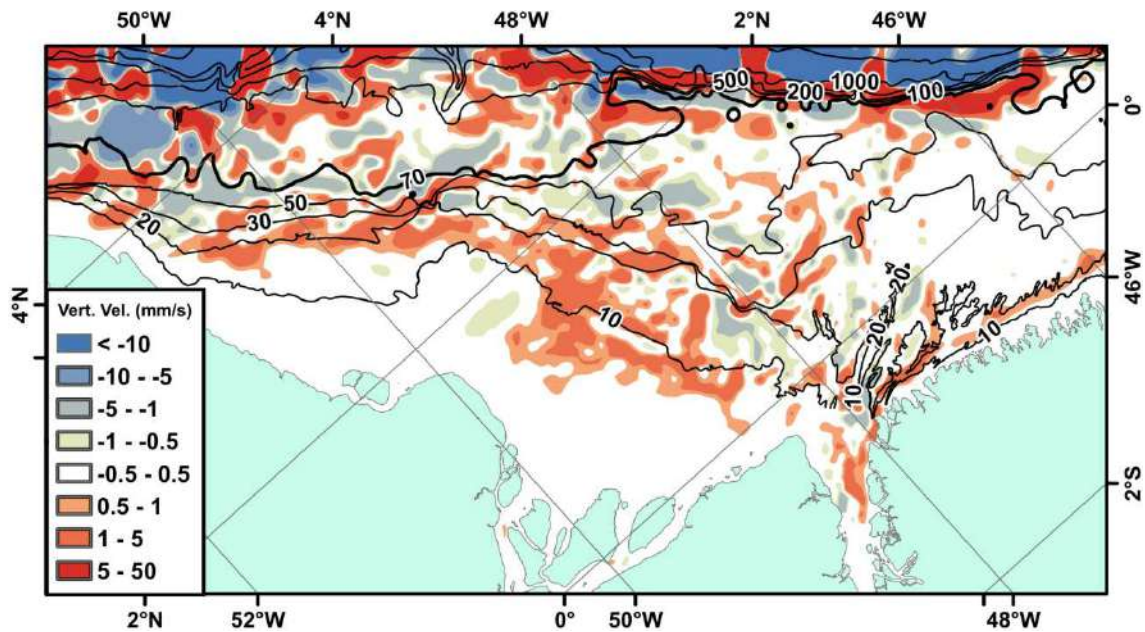 50°W 4°N 48°W 2°N 46°W
500 200 1000 100
0°
70
50
30
20
20
46°W
4°N
Vert. Vel. (mm/s)
< -10
-10 - -5
-5 - -1
-1 - -0.5
-0.5 - 0.5
0.5 - 1
1 - 5
5 - 50
10
20
10
10
2°S
2°N 52°W 0° 50°W 48°W